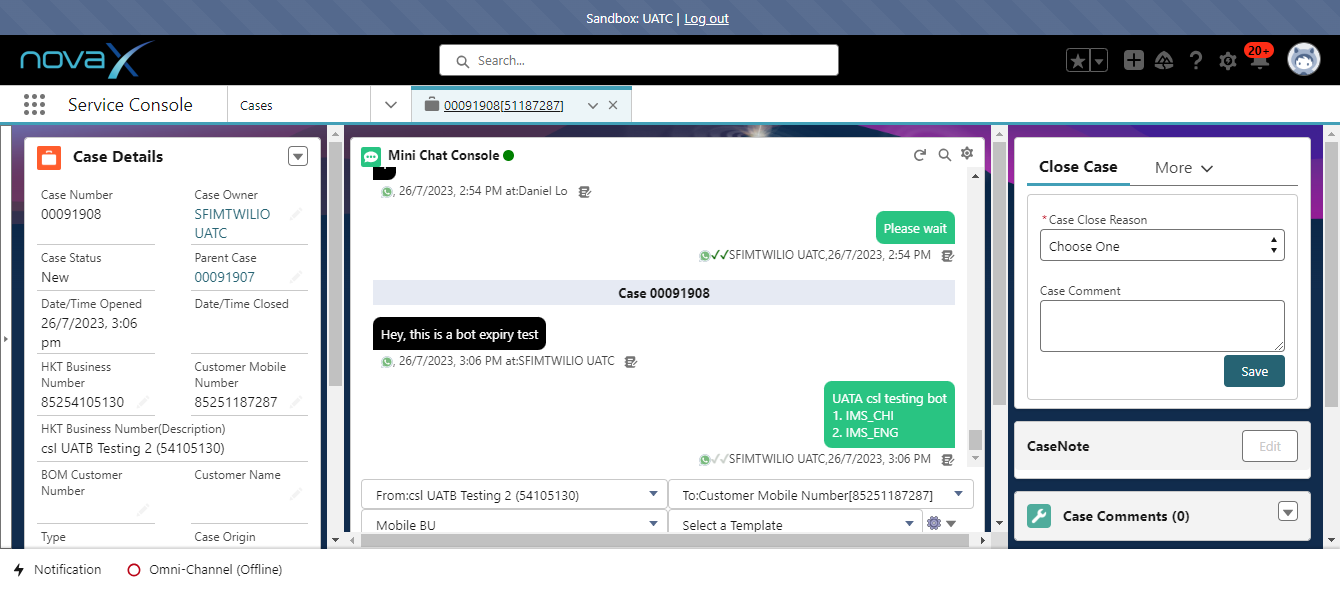 Sandbox: UATC | Log out
novaX
Search...
20+
Service Console
Cases
00091908[51187287]
Case Details
Case Number
00091908
Case Owner
SFIMTWILIO
UATC
Case Status
New
Parent Case
00091907
Date/Time Opened
26/7/2023, 3:06
pm
Date/Time Closed
HKT Business
Number
85254105130
Customer Mobile
Number
85251187287
HKT Business Number(Description)
csl UATB Testing 2 (54105130)
BOM Customer
Number
Customer Name
Type
Case Origin
Mini Chat Console
, 26/7/2023, 2:54 PM at:Daniel Lo
Please wait
SFIMTWILIO UATC,26/7/2023, 2:54 PM
Case 00091908
Hey, this is a bot expiry test
, 26/7/2023, 3:06 PM at:SFIMTWILIO UATC
UATA csl testing bot
1. IMS_CHI
2. IMS_ENG
SFIMTWILIO UATC,26/7/2023, 3:06 PM
From:csl UATB Testing 2 (54105130)
To:Customer Mobile Number[85251187287]
Mobile BU
Select a Template
Close Case
More
*Case Close Reason
Choose One
Case Comment
Save
CaseNote
Edit
Case Comments (0)
Notification
Omni-Channel (Offline)